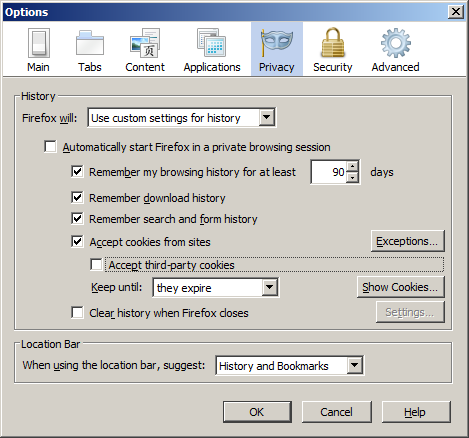 Options
Main Tabs Content Applications Privacy Security Advanced
History
Firefox will: Use custom settings for history
Automatically start Firefox in a private browsing session
Remember my browsing history for at least 90 days
Remember download history
Remember search and form history
Accept cookies from sites Exceptions...
Accept third-party cookies
Keep until: they expire Show Cookies...
Clear history when Firefox closes Settings...
Location Bar
When using the location bar, suggest: History and Bookmarks
OK Cancel Help